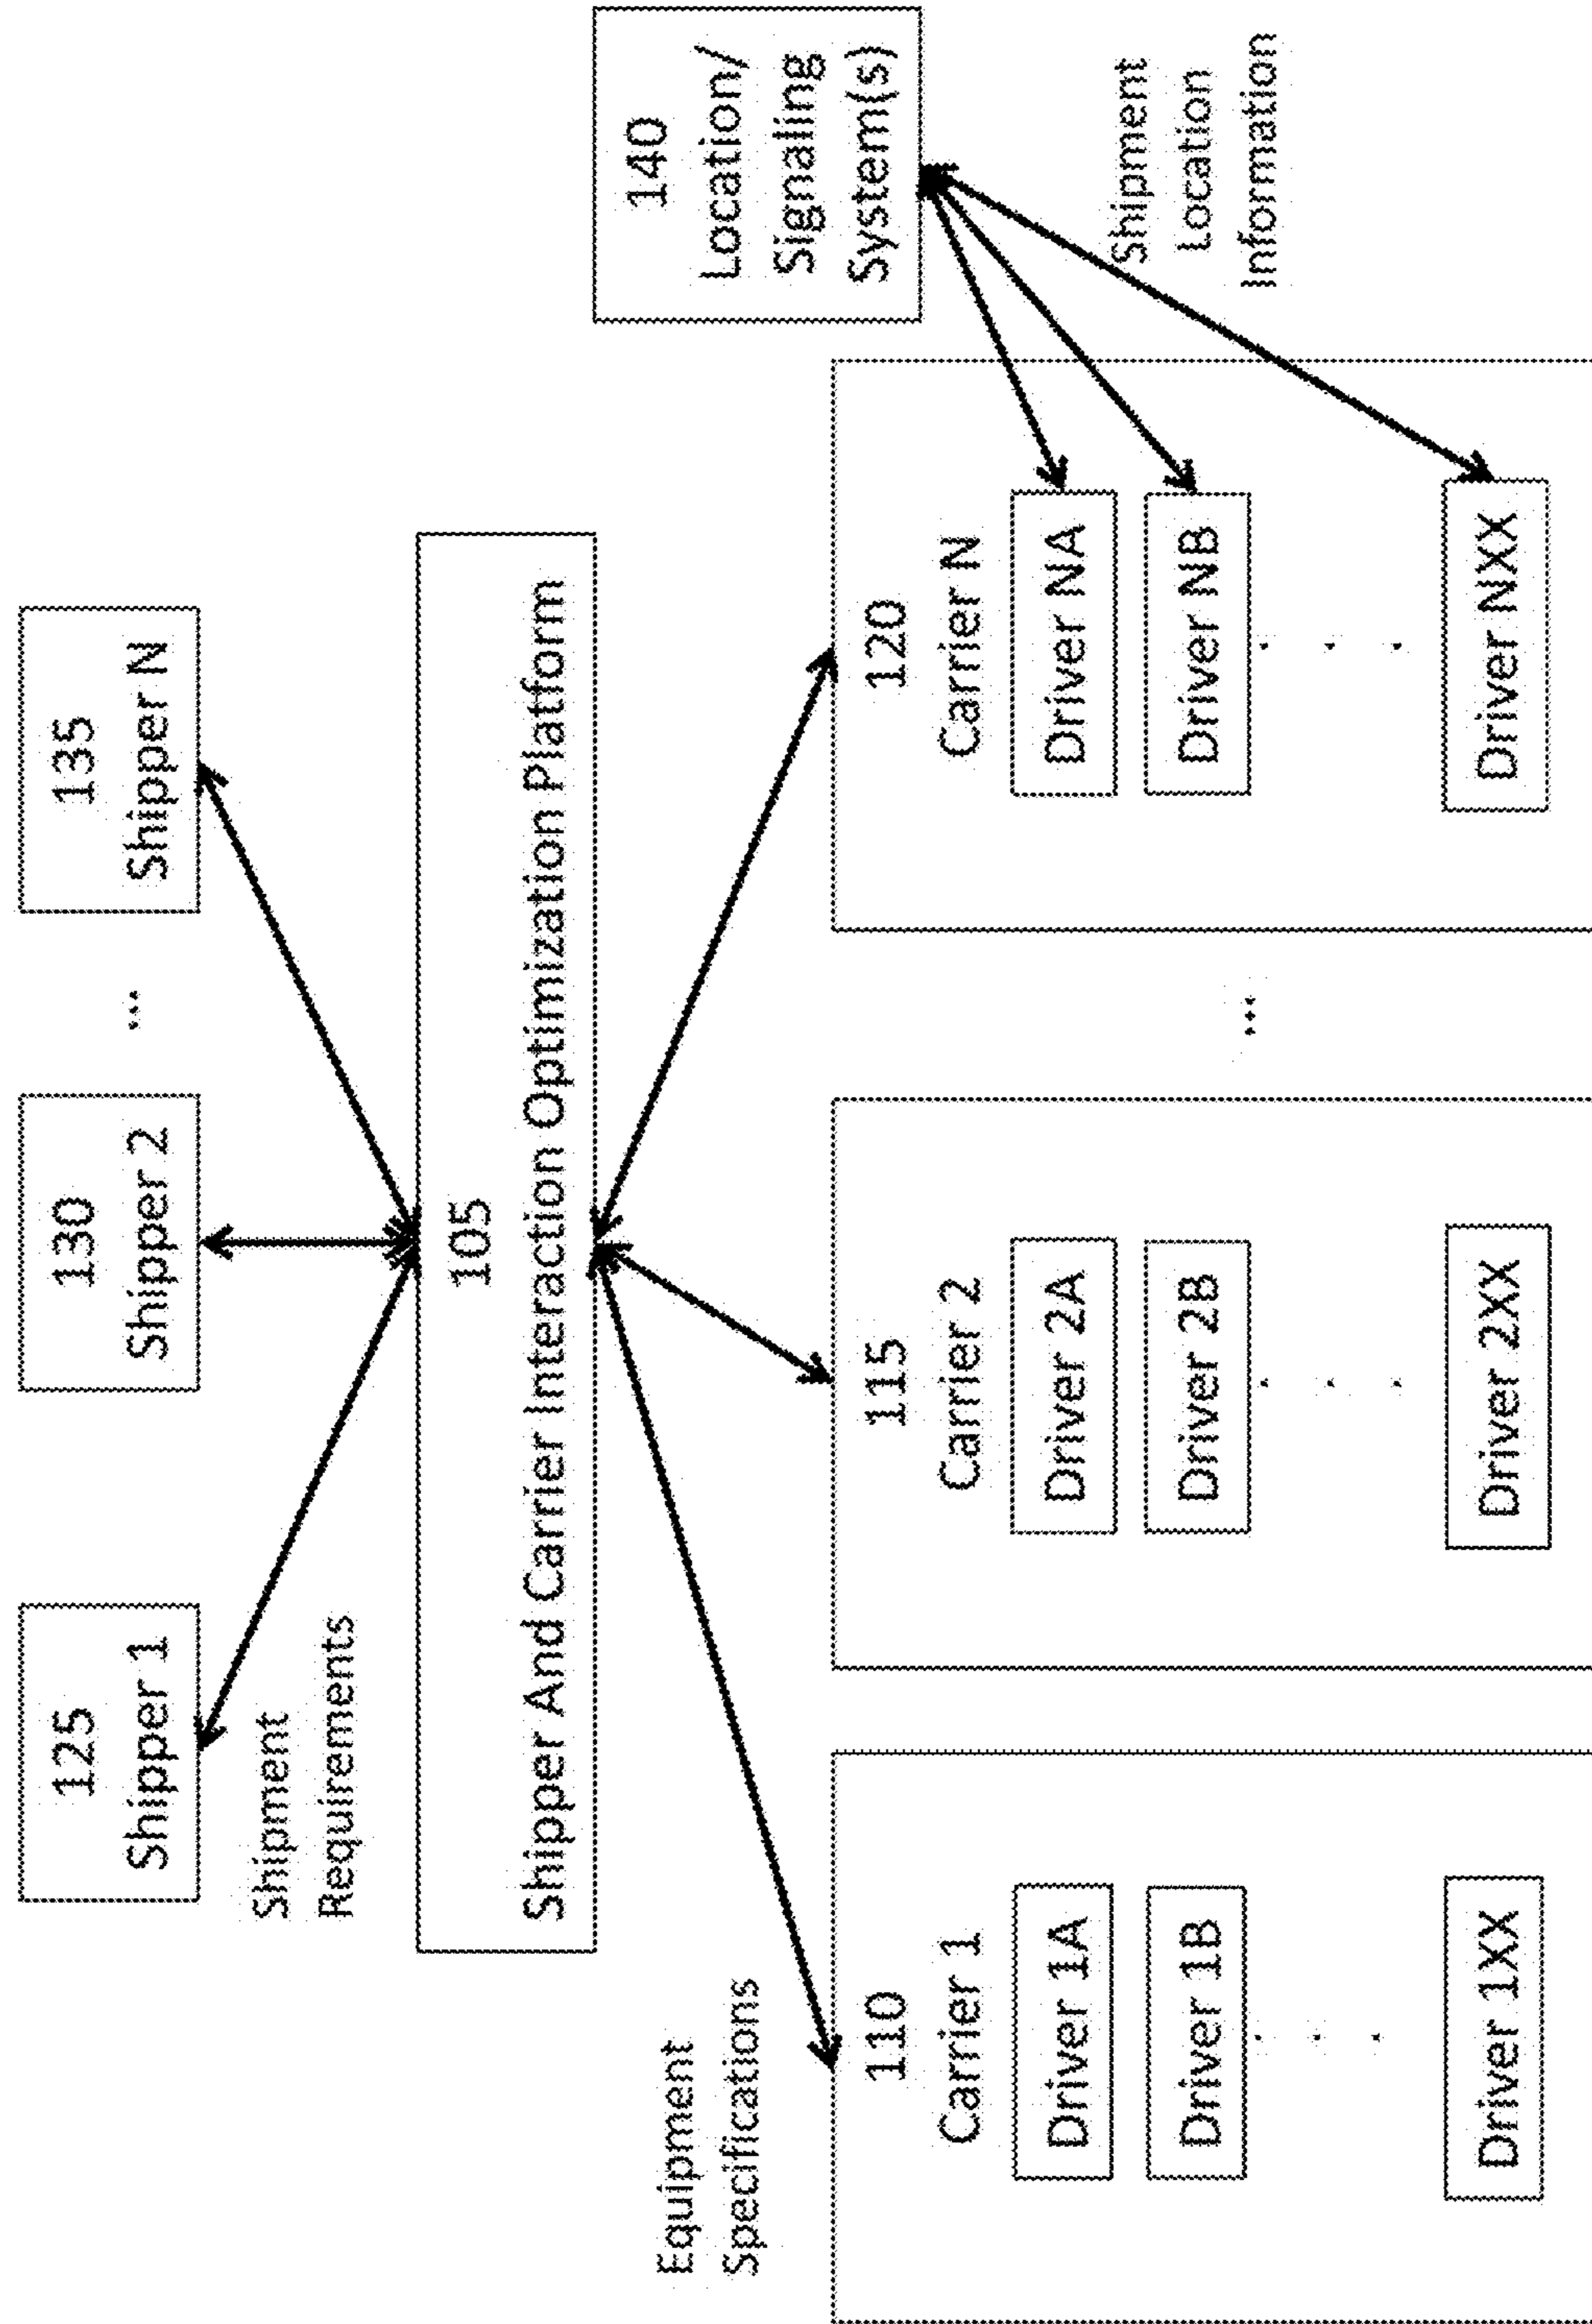 125
Shipper 1
130
Shipper 2
...
135
Shipper N
Shipment
Requirements
105
Shipper And Carrier Interaction Optimization Platform
140
Location/
Signaling
System(s)
Equipment
Specifications
Shipment
Location
Information
110
Carrier 1
Driver 1A
Driver 1B
.
.
.
Driver 1XX
115
Carrier 2
Driver 2A
Driver 2B
.
.
.
Driver 2XX
...
120
Carrier N
Driver NA
Driver NB
.
.
.
Driver NXX